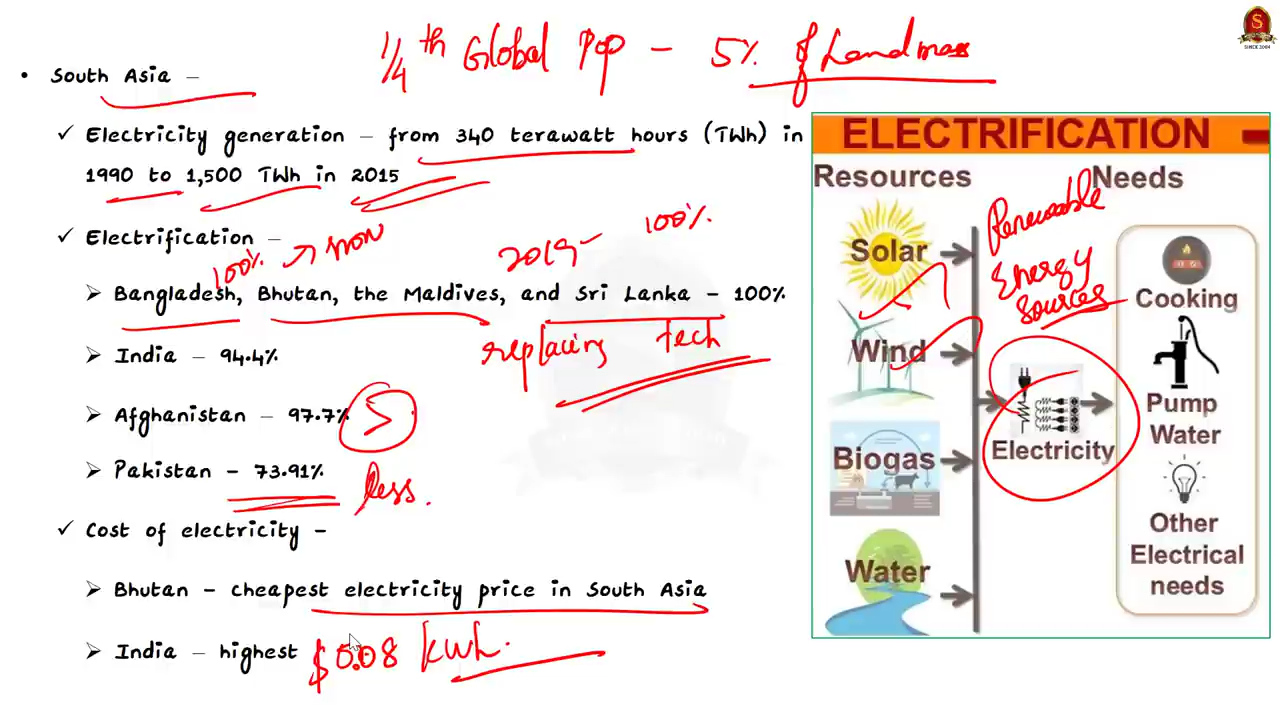 1/4 th Global Pop - 5% of Landmass
• South Asia –
✓ Electricity generation – from 340 terawatt hours (TWh) in
1990 to 1,500 TWh in 2015
✓ Electrification –
100% → now
2019 - 100%
➢ Bangladesh, Bhutan, the Maldives, and Sri Lanka – 100%
replacing tech
➢ India – 94.4%
➢ Afghanistan – 97.7% >
➢ Pakistan – 73.91% less.
✓ Cost of electricity –
➢ Bhutan – cheapest electricity price in South Asia
➢ India – highest $0.08 kwh.
S
SINCE 2004
ELECTRIFICATION
Resources
Needs
Renewable
Energy
Sources
Solar
Wind
Biogas
Water
Electricity
Cooking
Pump
Water
Other
Electrical
needs